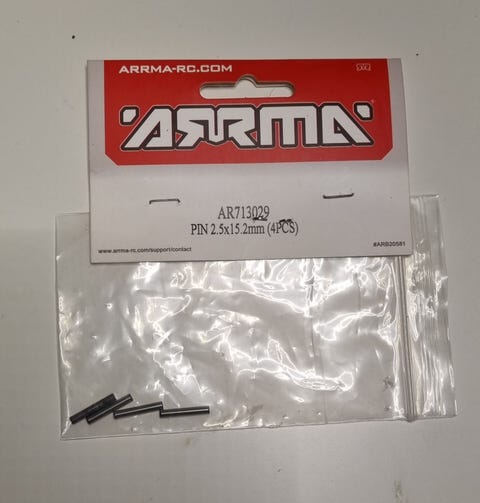 ARRMA-RC.COM
ARRMA
AR713029
PIN 2.5x15.2mm (4PCS)
www.arrma-rc.com/support/contact
#ARB20581